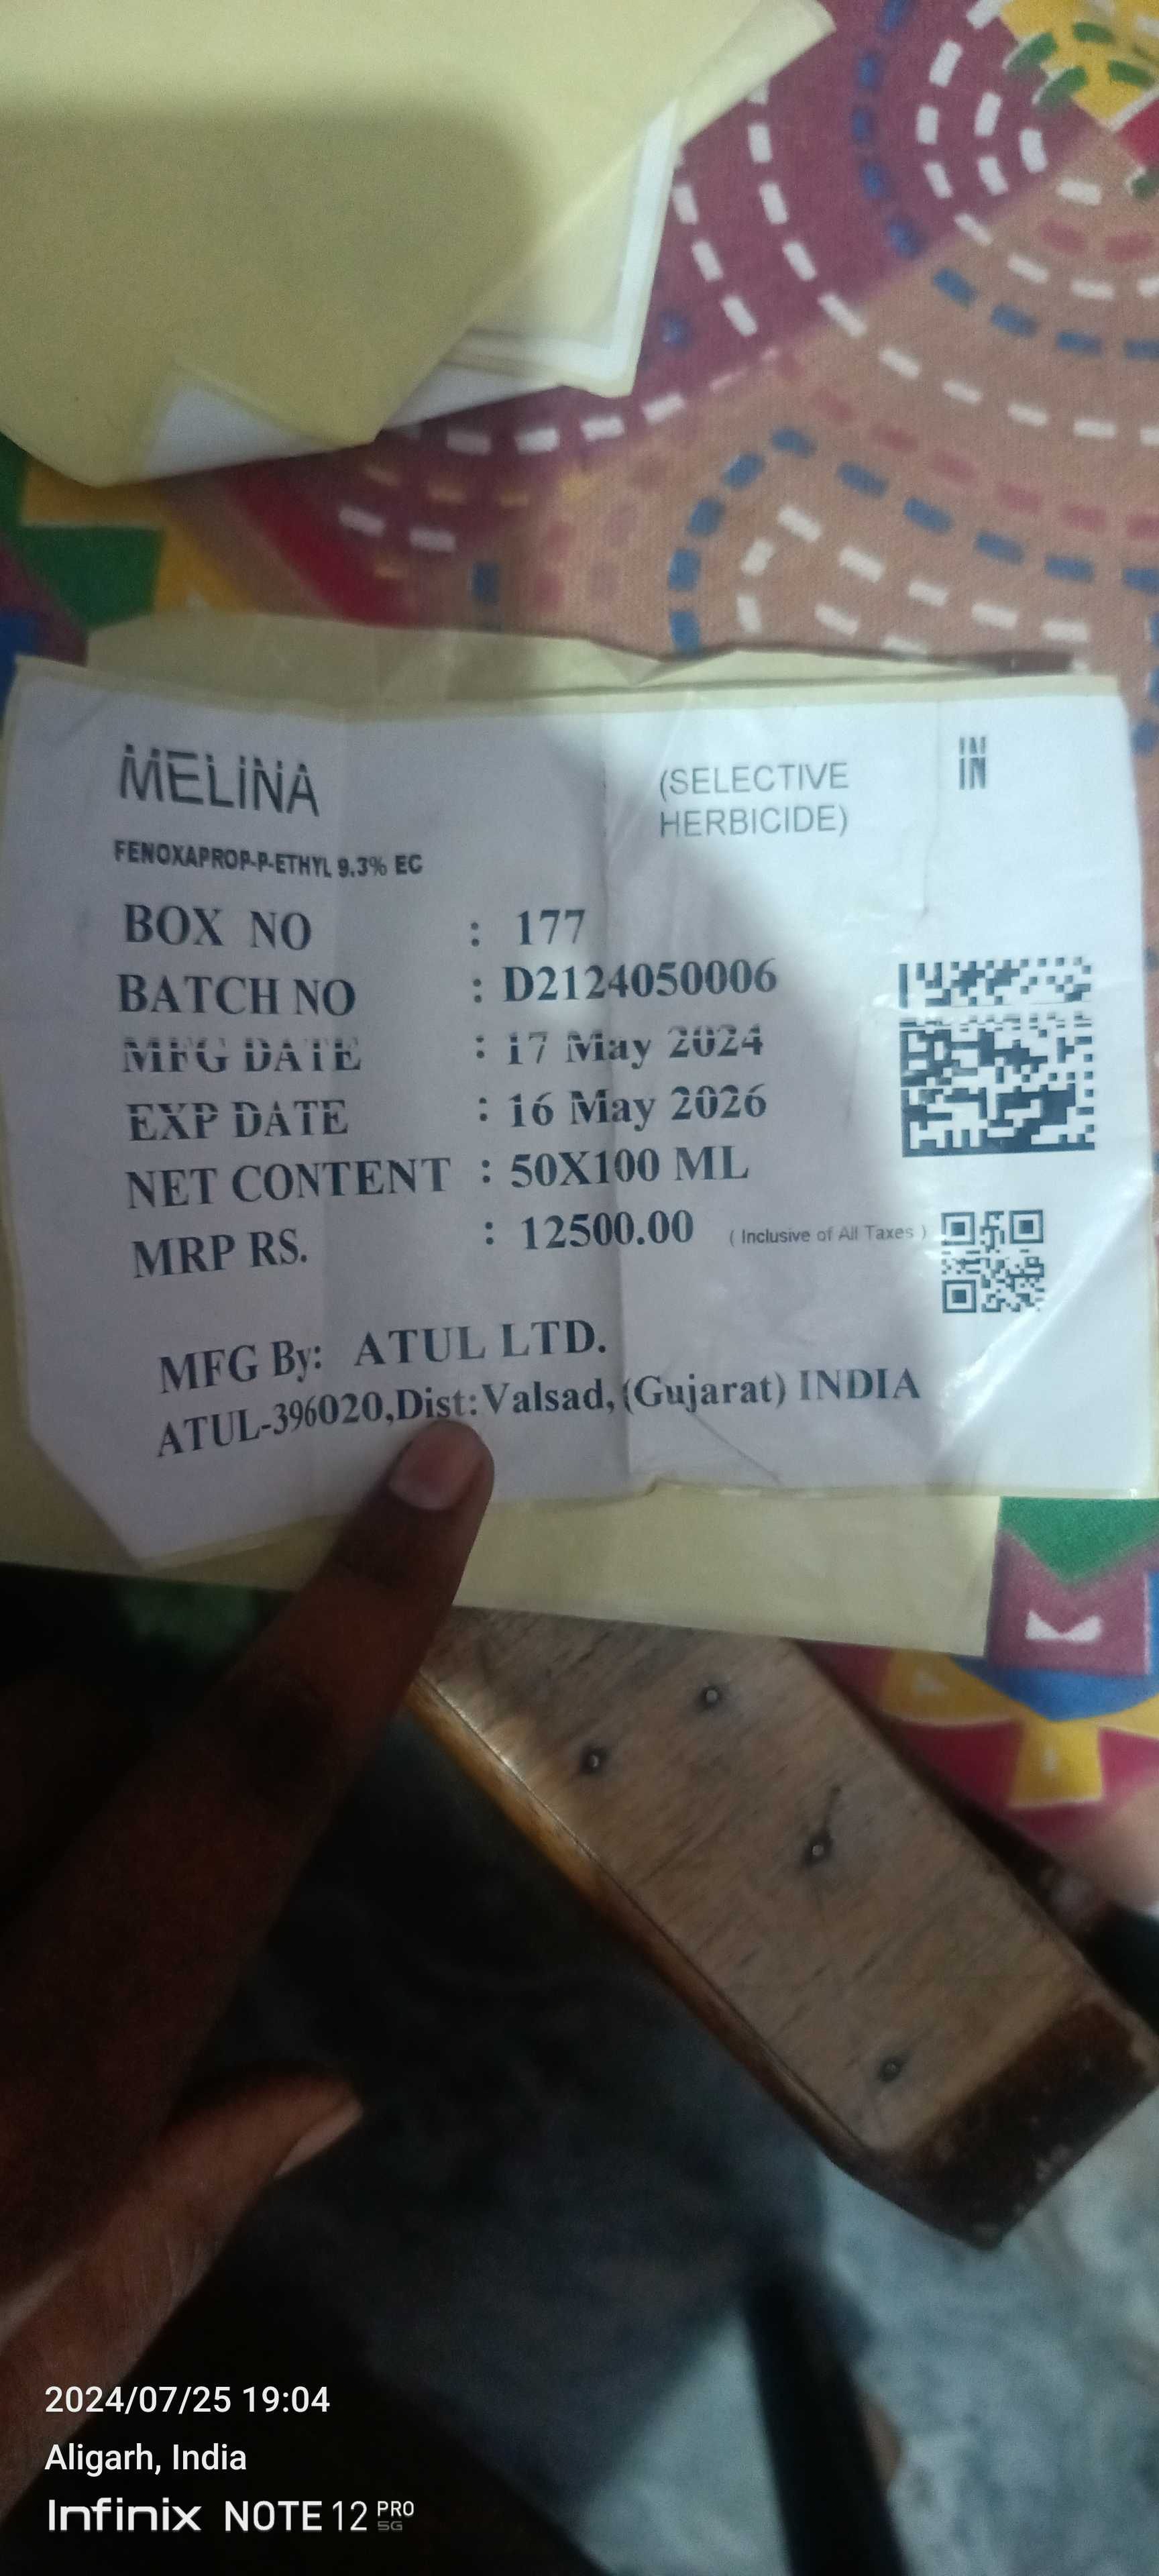 MELINA
(SELECTIVE
HERBICIDE)
IN
FENOXAPROP-P-ETHYL 9.3% EC
BOX NO : 177
BATCH NO : D2124050006
MFG DATE : 17 May 2024
EXP DATE : 16 May 2026
NET CONTENT : 50X100 ML
MRP RS. : 12500.00 ( Inclusive of All Taxes )
MFG By: ATUL LTD.
ATUL-396020,Dist:Valsad,(Gujarat) INDIA
2024/07/25 19:04
Aligarh, India
Infinix NOTE 12 PRO 5G